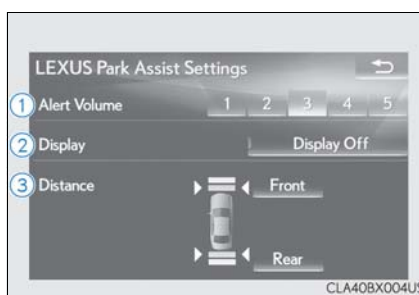 LEXUS Park Assist Settings
1 Alert Volume 1 2 3 4 5
2 Display Display Off
3 Distance Front
Rear
CLA40BX004US